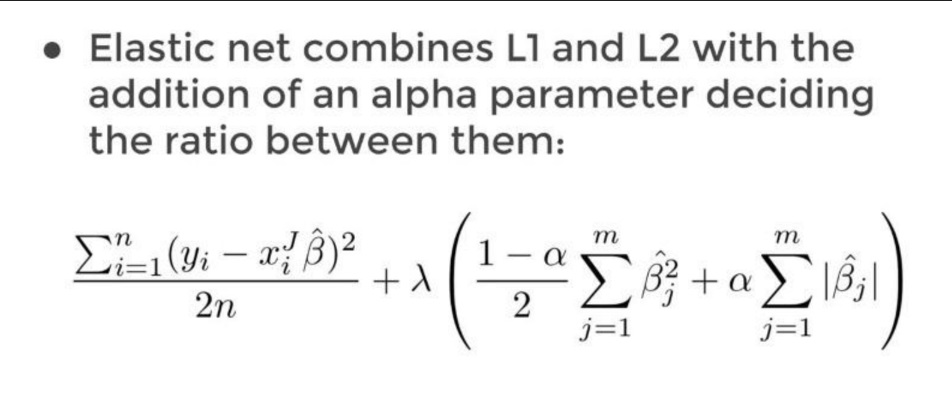 • Elastic net combines L1 and L2 with the
addition of an alpha parameter deciding
the ratio between them:
$\frac{\sum_{i=1}^{n}(y_i - x_i^J \hat{\beta})^2}{2n} + \lambda \left( \frac{1-\alpha}{2} \sum_{j=1}^{m} \hat{\beta}_j^2 + \alpha \sum_{j=1}^{m} |\hat{\beta}_j| \right)$